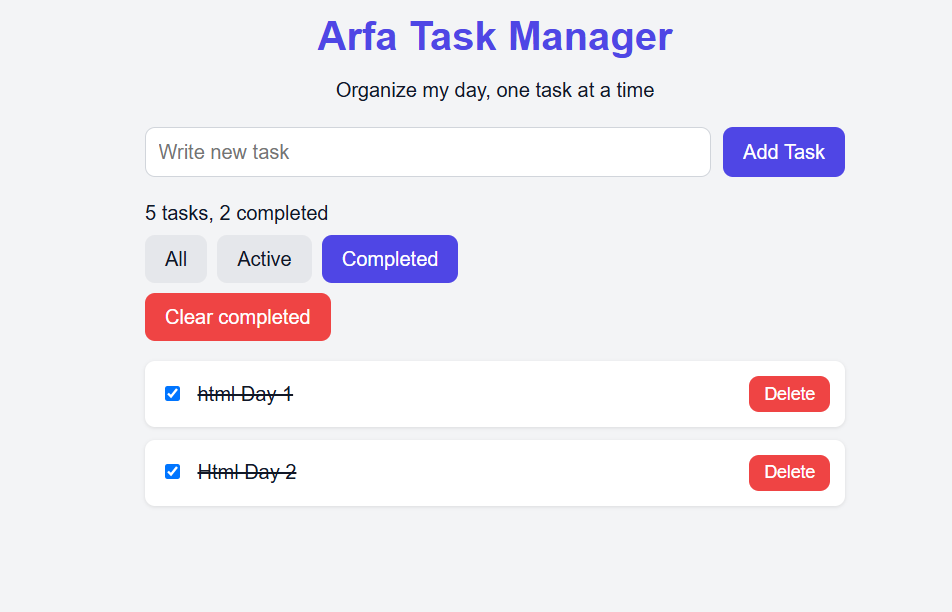 Arfa Task Manager
Organize my day, one task at a time
Write new task
Add Task
5 tasks, 2 completed
All
Active
Completed
Clear completed
html Day 1
Delete
Html Day 2
Delete